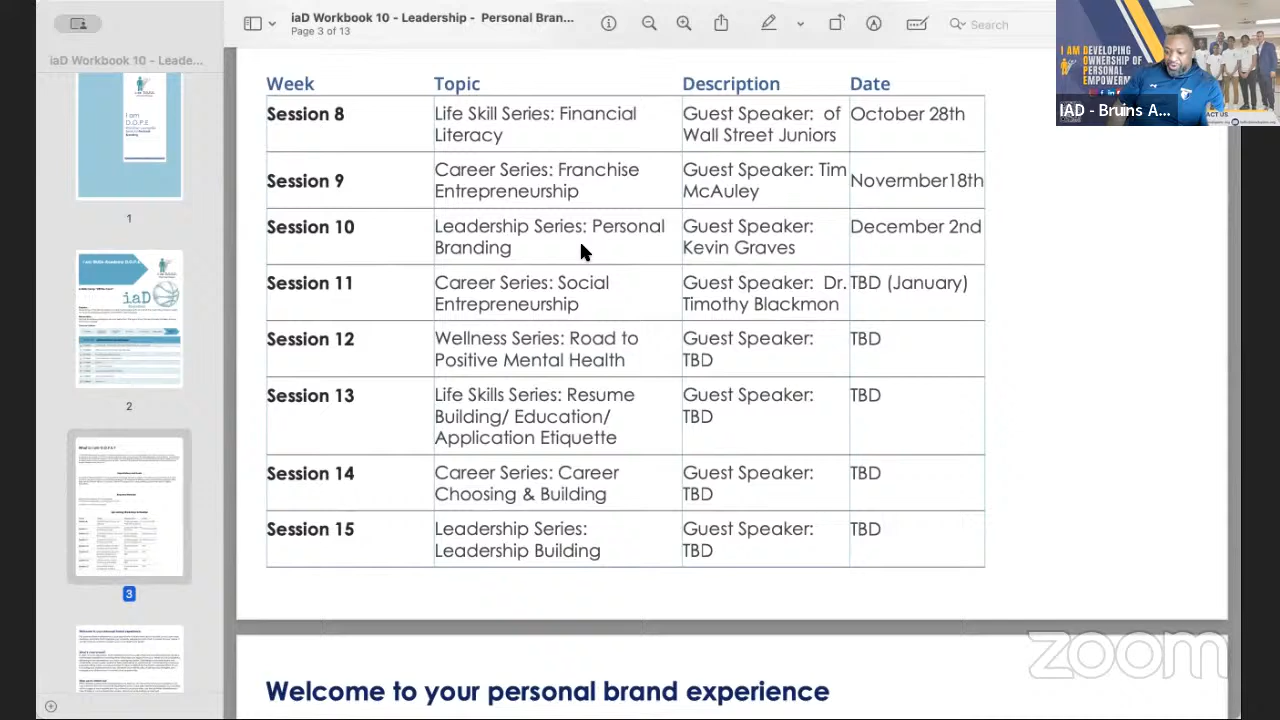 iaD Workbook 10 - Leadership - Personal Bran...
Page 3 of 13
Search
iaD Workbook 10 - Leade...
1
2
3
I AM DEVELOPING
OWNERSHIP OF
PERSONAL
EMPOWERM
IAD - Bruins A...
Week Topic Description Date
Session 8 Life Skill Series: Financial Guest Speaker: of October 28th
Literacy Wall Street Juniors
Session 9 Career Series: Franchise Guest Speaker: Tim Novermber18th
Entrepreneurship McAuley
Session 10 Leadership Series: Personal Guest Speaker: December 2nd
Branding Kevin Graves
Session 11 Career Series: Social Guest Speaker: Dr. TBD (January)
Entrepreneurship Timothy Blackmon
Session 12 Wellness Series: Road to Guest Speaker: TBD
Positive Mental Health TBD
Session 13 Life Skills Series: Resume Guest Speaker: TBD
Building/ Education/ TBD
Application Etiquette
Session 14 Career Series: Career Guest Speaker: TBD
Choosing Building TBD
Session 15 Leadership Series: Guest Speaker: TBD
Leadership Building TBD
Welcome to your personal brand experience
zoom